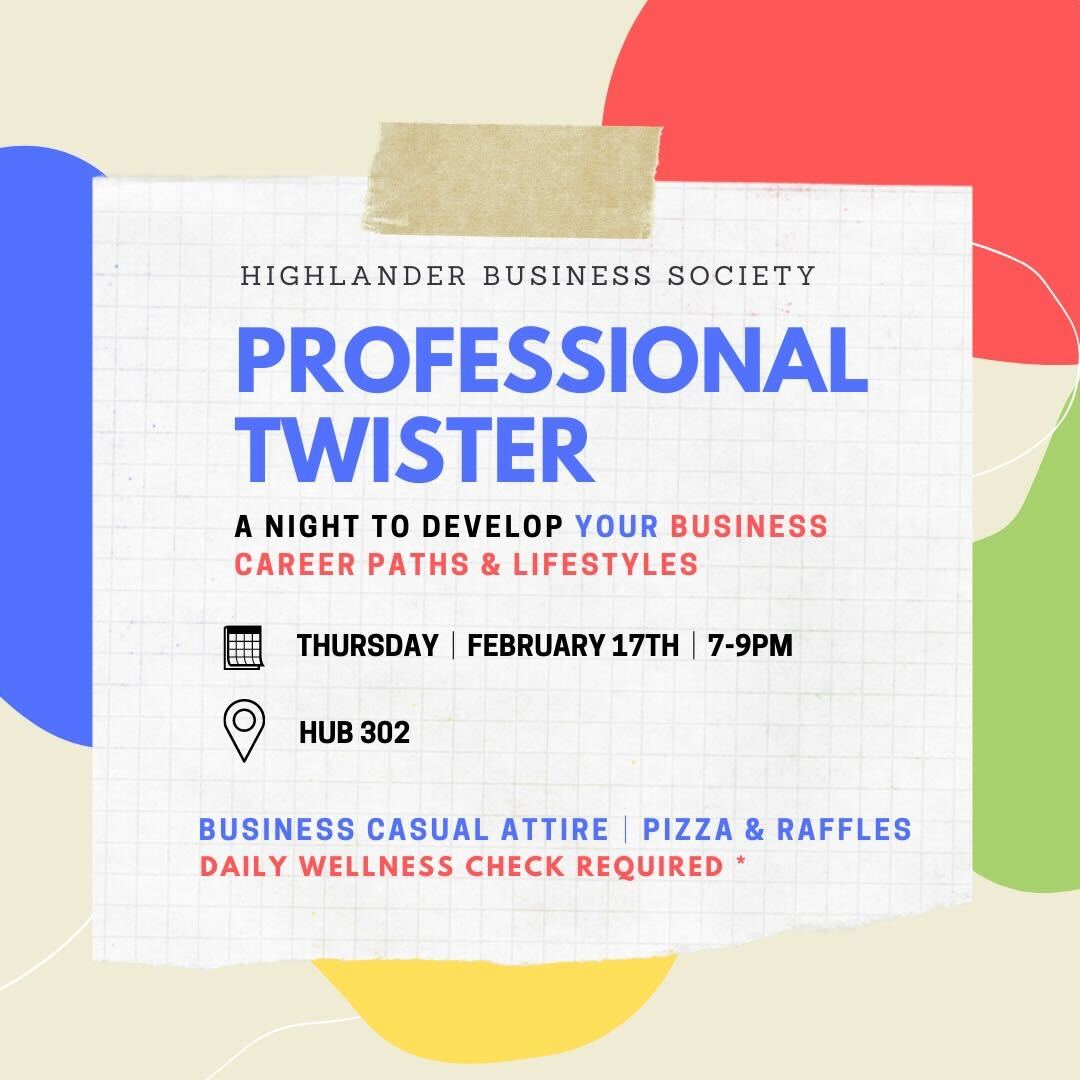 HIGHLANDER BUSINESS SOCIETY
PROFESSIONAL
TWISTER
A NIGHT TO DEVELOP YOUR BUSINESS
CAREER PATHS & LIFESTYLES
THURSDAY | FEBRUARY 17TH | 7-9PM
HUB 302
BUSINESS CASUAL ATTIRE | PIZZA & RAFFLES
DAILY WELLNESS CHECK REQUIRED *